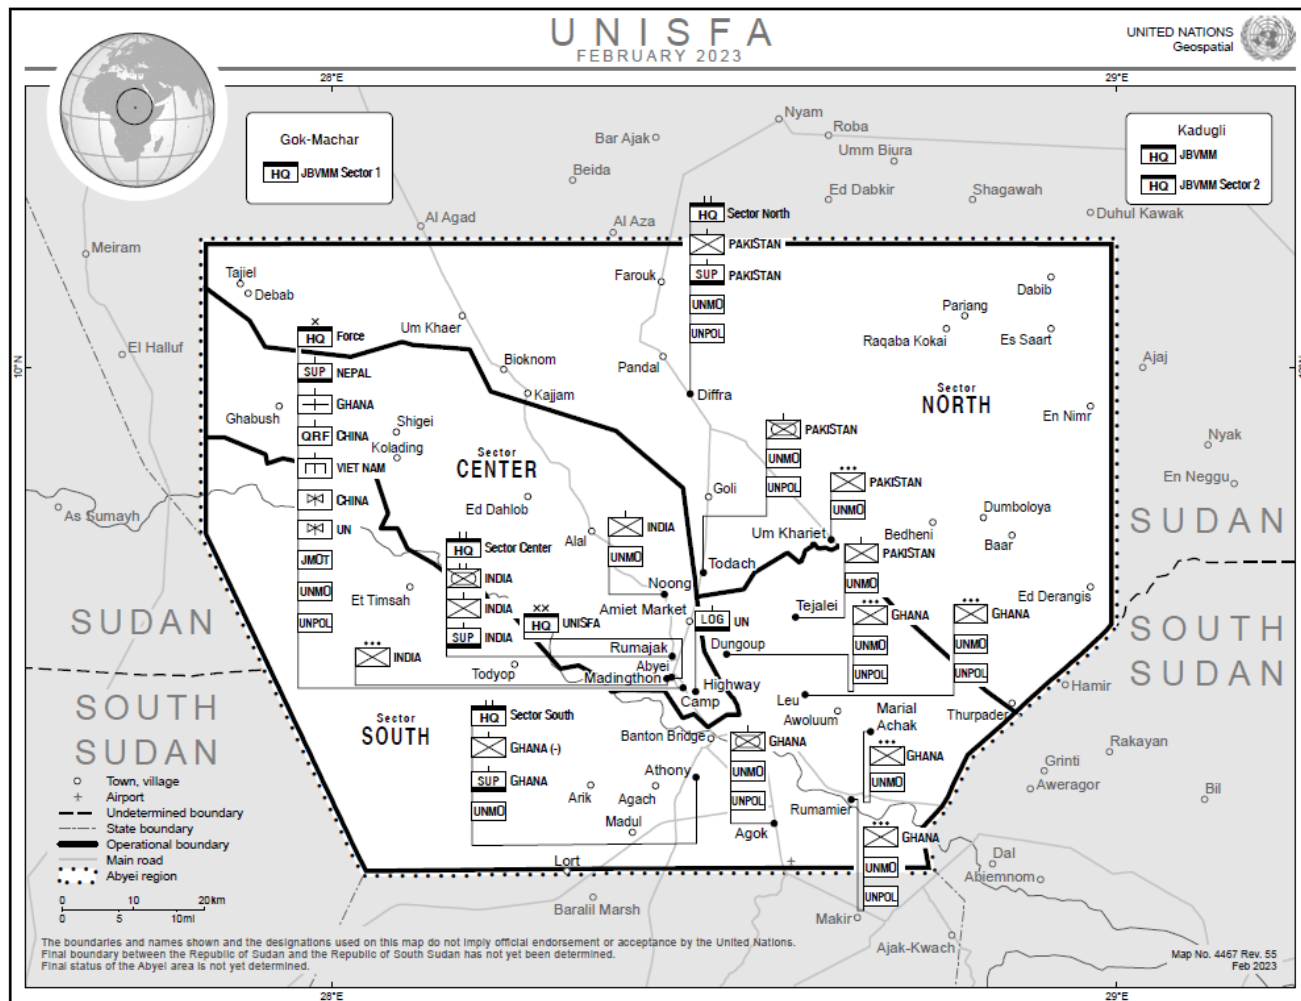 UNISFA
FEBRUARY 2023
UNITED NATIONS
Geospatial
28°E
29°E
Gok-Machar
HQ JBVMM Sector 1
Kadugli
HQ JBVMM
HQ JBVMM Sector 2
Nyam
Roba
Bar Ajak
Umm Biura
Beida
Ed Dabkir
Shagawah
Duhul Kawak
Al Agad
Al Aza
Meiram
HQ Sector North
PAKISTAN
SUP PAKISTAN
UNMO
UNPOL
Diffra
Tajiel
Debab
Farouk
Dabib
Pariang
Um Khaer
Raqaba Kokai
Es Saart
El Halluf
10°N
10°N
Ajaj
HQ Force
SUP NEPAL
GHANA
QRF CHINA
VIET NAM
CHINA
UN
JMOT
UNMO
UNPOL
Bioknom
Pandal
Kajjam
Sector
NORTH
Ghabush
Shigei
Kolading
En Nimr
Nyak
En Neggu
Sector
CENTER
PAKISTAN
UNMO
UNPOL
PAKISTAN
UNMO
Goli
As Sumayh
Ed Dahlob
Alal
INDIA
UNMO
Um Khariet
Bedheni
Dumboloya
Baar
SUDAN
PAKISTAN
UNMO
HQ Sector Center
INDIA
INDIA
SUP INDIA
Todach
Noong
Et Timsah
Amiet Market
Tejalei
Ed Derangis
HQ UNISFA
LOG UN
GHANA
UNMO
UNPOL
GHANA
UNMO
UNPOL
SUDAN
SOUTH
SUDAN
INDIA
Rumajak
Dungoup
Abyei
Todyop
Madingthon
Highway
Camp
Leu
Awoluum
Hamir
Thurpader
SOUTH
SUDAN
Sector
SOUTH
HQ Sector South
GHANA (-)
SUP GHANA
UNMO
Marial
Achak
Banton Bridge
GHANA
UNMO
UNPOL
GHANA
UNMO
Rakayan
Grinti
Aweragor
Bil
Athony
Arik
Agach
Rumamier
Madul
Agok
GHANA
UNMO
UNPOL
Lort
Dal
Abiemnom
Baralil Marsh
Makir
Ajak-Kwach
Town, village
Airport
Undetermined boundary
State boundary
Operational boundary
Main road
Abyei region
0 10 20km
0 5 10mi
The boundaries and names shown and the designations used on this map do not imply official endorsement or acceptance by the United Nations.
Final boundary between the Republic of Sudan and the Republic of South Sudan has not yet been determined.
Final status of the Abyei area is not yet determined.
Map No. 4467 Rev. 55
Feb 2023
28°E
29°E